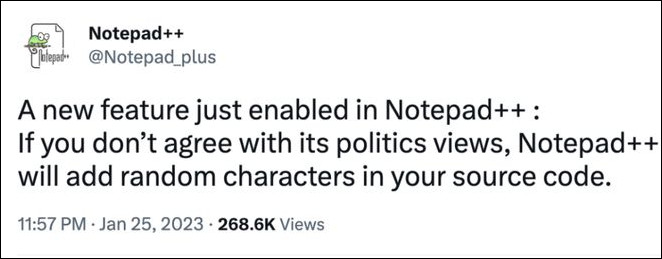 Notepad++
@Notepad_plus
Notepad++
A new feature just enabled in Notepad++ :
If you don’t agree with its politics views, Notepad++
will add random characters in your source code.
11:57 PM · Jan 25, 2023 · 268.6K Views